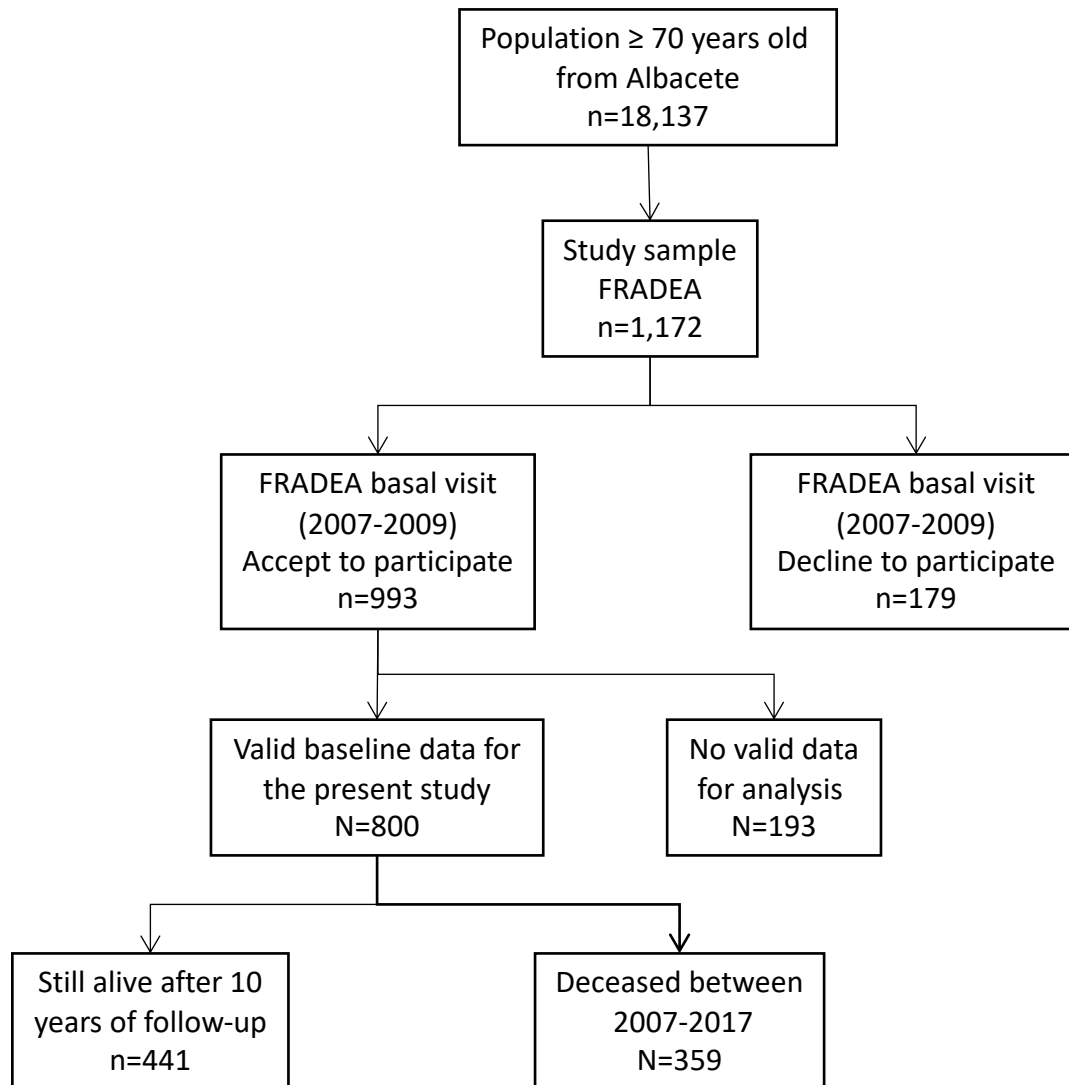 Population ≥ 70 years old
from Albacete
n=18,137
Study sample
FRADEA
n=1,172
FRADEA basal visit
(2007-2009)
Accept to participate
n=993
FRADEA basal visit
(2007-2009)
Decline to participate
n=179
Valid baseline data for
the present study
N=800
No valid data
for analysis
N=193
Still alive after 10
years of follow-up
n=441
Deceased between
2007-2017
N=359